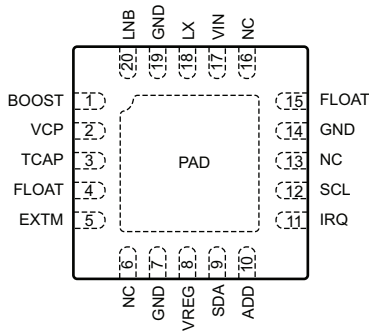 LNB
GND
LX
VIN
NC
20
19
18
17
16
BOOST 1
VCP 2
TCAP 3
FLOAT 4
EXTM 5
PAD
15 FLOAT
14 GND
13 NC
12 SCL
11 IRQ
6
7
8
9
10
NC
GND
VREG
SDA
ADD